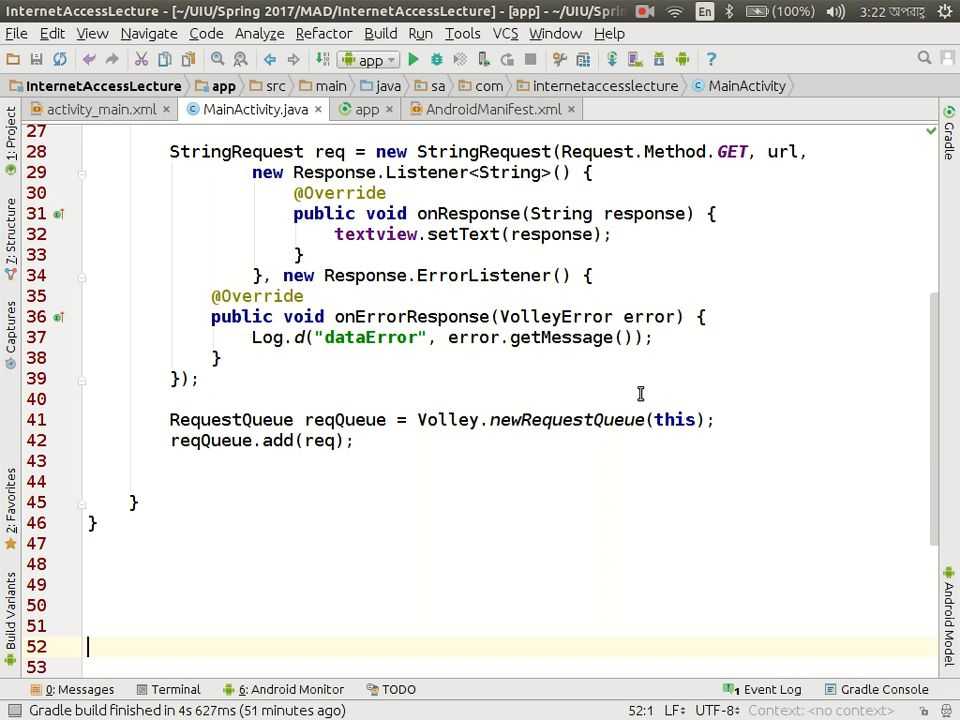 InternetAccessLecture - [~/UIU/Spring 2017/MAD/InternetAccessLecture] - [app] - ~/UIU/Sprin
En (100%) 3:22 অপরাহ্ণ
File Edit View Navigate Code Analyze Refactor Build Run Tools VCS Window Help
app
InternetAccessLecture app src main java sa com internetaccesslecture MainActivity
activity_main.xml MainActivity.java app AndroidManifest.xml
1: Project
7: Structure
Captures
2: Favorites
Build Variants
27
28 StringRequest req = new StringRequest(Request.Method.GET, url,
29 new Response.Listener<String>() {
30 @Override
31 public void onResponse(String response) {
32 textview.setText(response);
33 }
34 }, new Response.ErrorListener() {
35 @Override
36 public void onErrorResponse(VolleyError error) {
37 Log.d("dataError", error.getMessage());
38 }
39 });
40
41 RequestQueue reqQueue = Volley.newRequestQueue(this);
42 reqQueue.add(req);
43
44
45 }
46 }
47
48
49
50
51
52
53
Gradle
Android Model
0: Messages Terminal 6: Android Monitor TODO 1 Event Log Gradle Console
Gradle build finished in 4s 627ms (51 minutes ago) 52:1 LF UTF-8 Context: <no context>